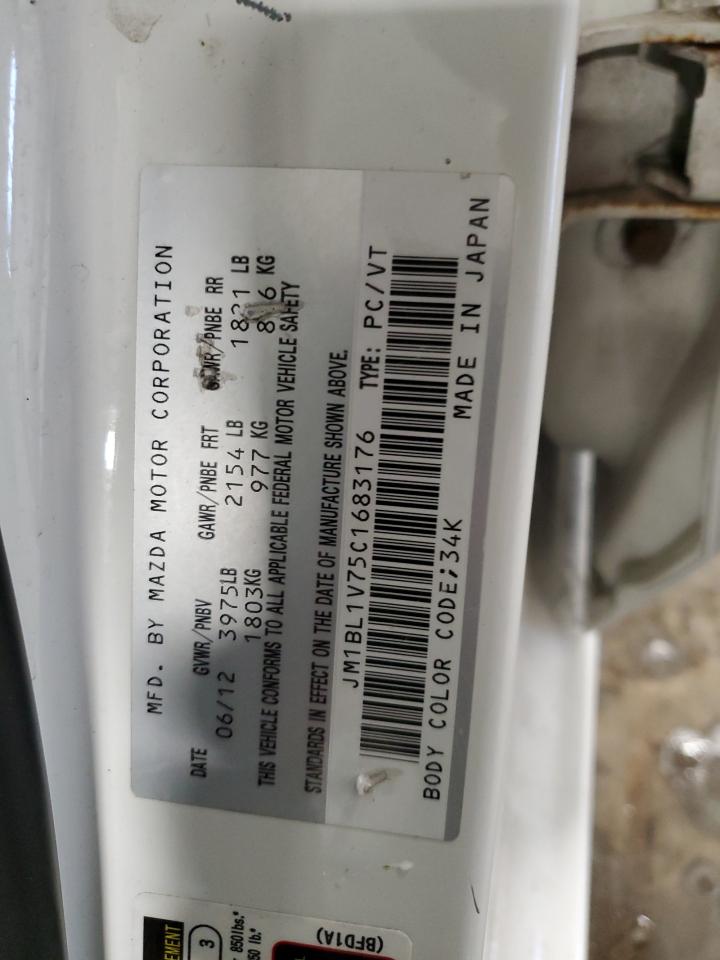 MFD. BY MAZDA MOTOR CORPORATION
DATE GVWR/PNBV GAWR/PNBE FRT GAWR/PNBE RR
06/12 3975LB 2154 LB LB
1803KG 977 KG KG
THIS VEHICLE CONFORMS TO ALL APPLICABLE FEDERAL MOTOR VEHICLE SAFETY
STANDARDS IN EFFECT ON THE DATE OF MANUFACTURE SHOWN ABOVE.
JM1BL1V75C1683176 TYPE: PC/VT
BODY COLOR CODE;34K MADE IN JAPAN
3
850lbs.*
(BFD1A)